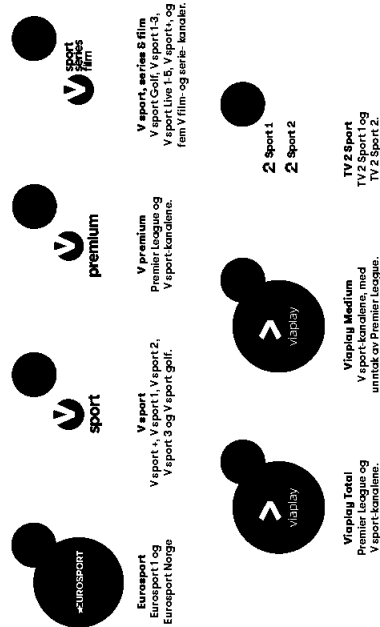 EUROSPORT
Eurosport
Eurosport 1 og
Eurosport Norge
V
sport
V sport
V sport +, V sport 1, V sport 2,
V sport 3 og V sport golf.
V
premium
V premium
Premier League og
V sport-kanalene.
V
sport
series
film
V sport, series & film
V sport Golf, V sport 1-3,
V sport Live 1-5, V sport+, og
fem V film- og serie- kanaler.
viaplay
Viaplay Total
Premier League og
V sport-kanalene.
viaplay
Viaplay Medium
V sport-kanalene, med
unntak av Premier League.
2 Sport 1
2 Sport 2
TV 2 Sport
TV 2 Sport 1 og
TV 2 Sport 2.